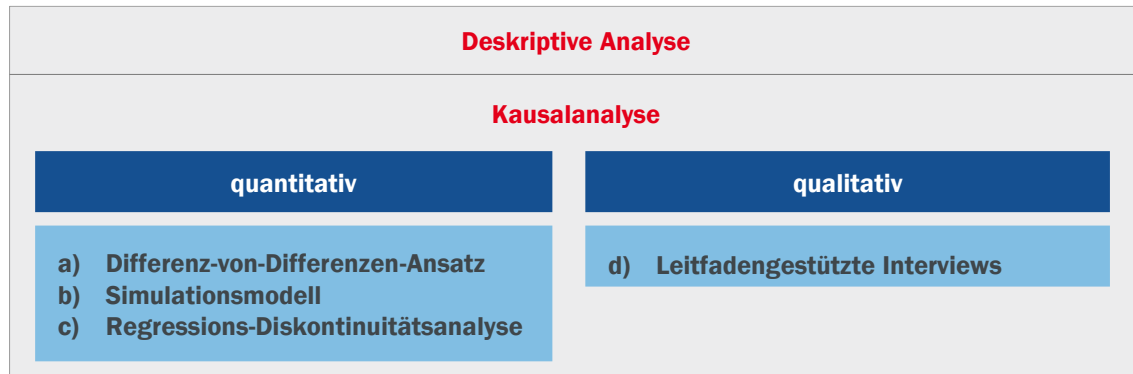 Deskriptive Analyse
Kausalanalyse
quantitativ
a) Differenz-von-Differenzen-Ansatz
b) Simulationsmodell
c) Regressions-Diskontinuitätsanalyse
qualitativ
d) Leitfadengestützte Interviews